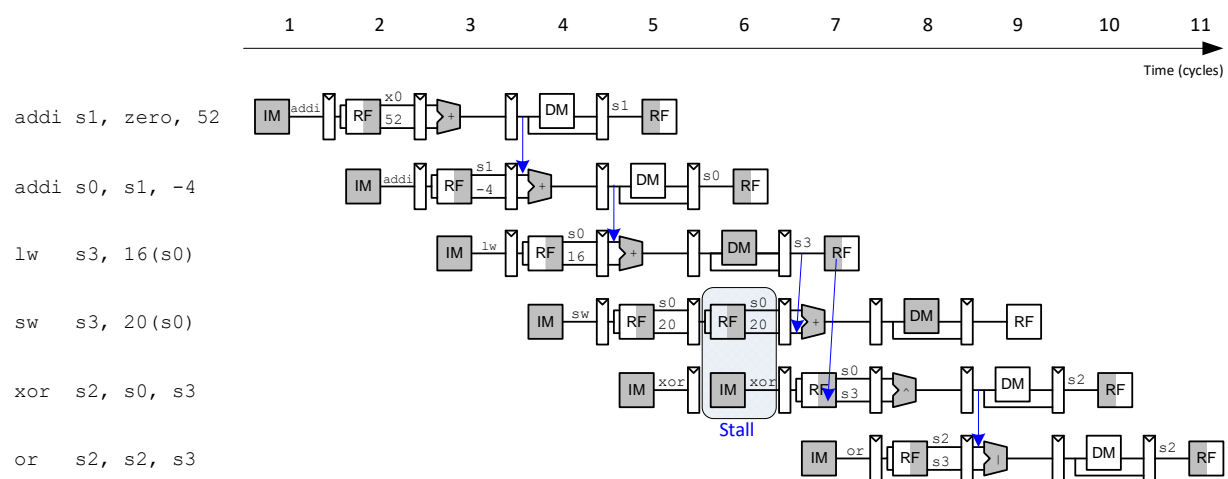 1 2 3 4 5 6 7 8 9 10 11
Time (cycles)
addi s1, zero, 52 IM addi RF x0 52 + DM s1 RF
addi s0, s1, -4 IM addi RF s1 -4 + DM s0 RF
lw s3, 16(s0) IM lw RF s0 16 + DM s3 RF
sw s3, 20(s0) IM sw RF s0 20 RF s0 20 + DM RF
xor s2, s0, s3 IM xor IM xor RF s0 s3 ^ DM s2 RF
Stall
or s2, s2, s3 IM or RF s2 s3 | DM s2 RF